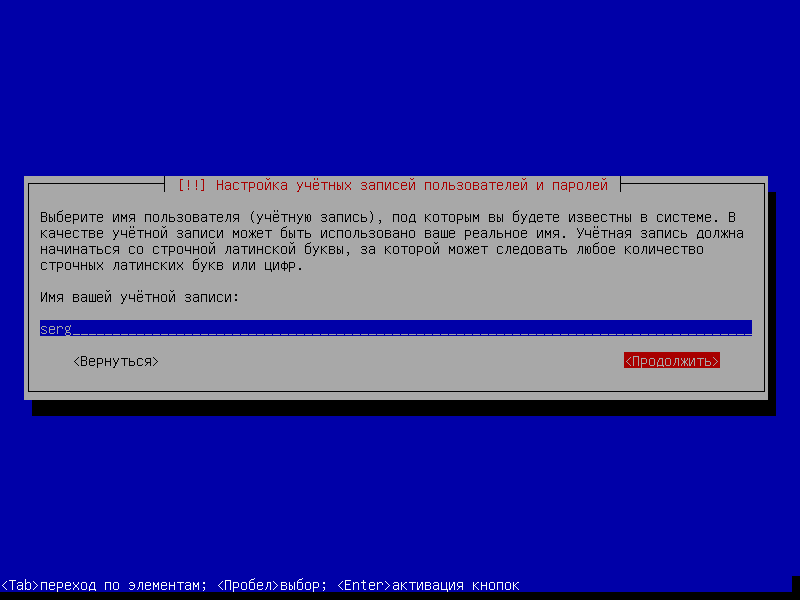 [!!] Настройка учётных записей пользователей и паролей
Выберите имя пользователя (учётную запись), под которым вы будете известны в системе. В
качестве учётной записи может быть использовано ваше реальное имя. Учётная запись должна
начинаться со строчной латинской буквы, за которой может следовать любое количество
строчных латинских букв или цифр.
Имя вашей учётной записи:
serg
<Вернуться> <Продолжить>
<Tab>переход по элементам; <Пробел>выбор; <Enter>активация кнопок